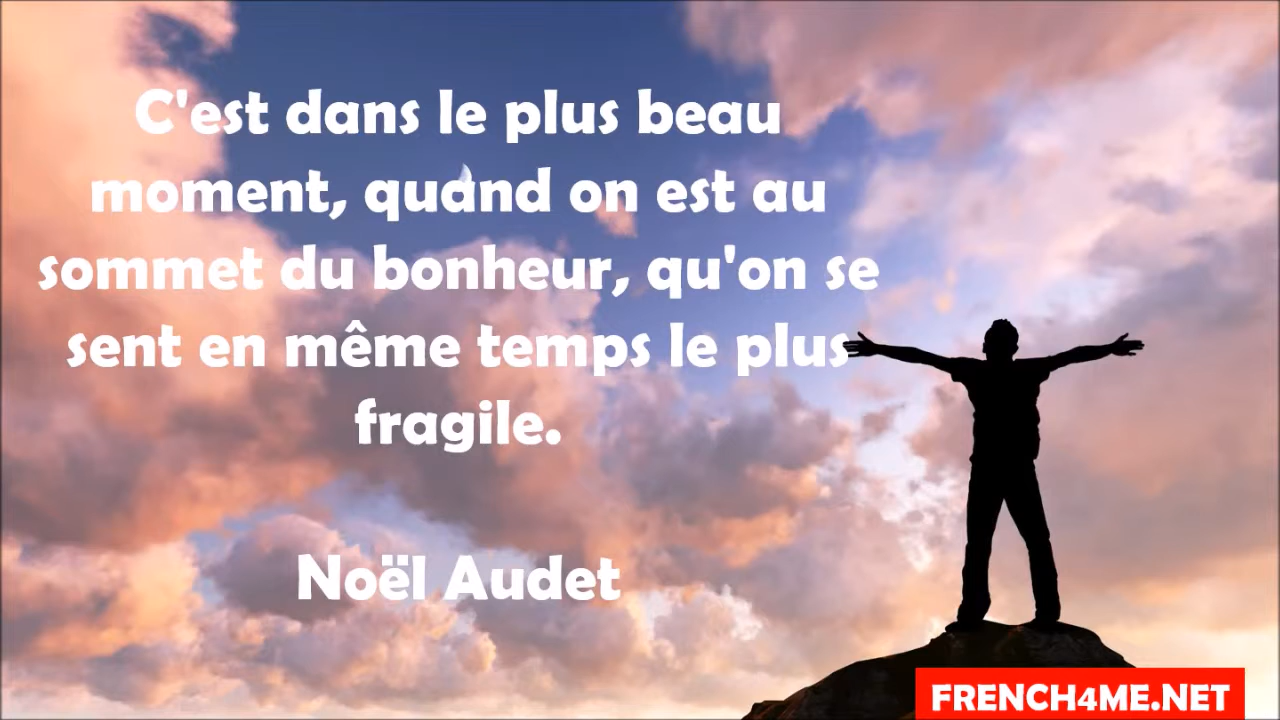 C'est dans le plus beau
moment, quand on est au
sommet du bonheur, qu'on se
sent en même temps le plus
fragile.
Noël Audet
FRENCH4ME.NET